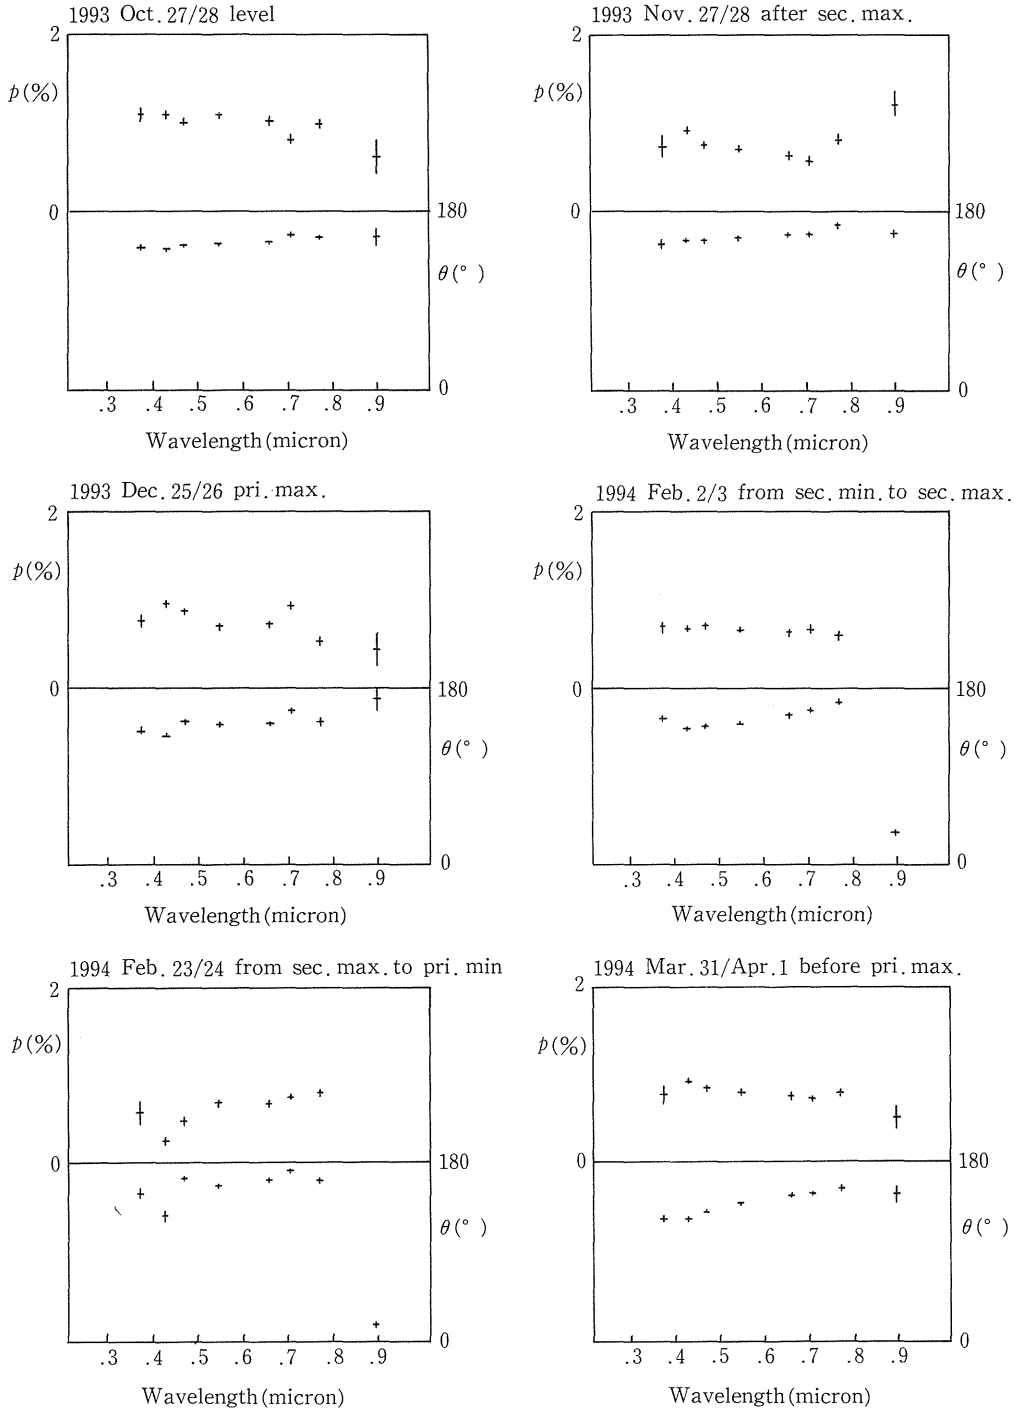 1993 Oct. 27/28 level
2
p(%)
0
180
θ(°)
0
.3 .4 .5 .6 .7 .8 .9
Wavelength(micron)
1993 Nov. 27/28 after sec. max.
2
p(%)
0
180
θ(°)
0
.3 .4 .5 .6 .7 .8 .9
Wavelength(micron)
1993 Dec. 25/26 pri. max.
2
p(%)
0
180
θ(°)
0
.3 .4 .5 .6 .7 .8 .9
Wavelength(micron)
1994 Feb. 2/3 from sec. min. to sec. max.
2
p(%)
0
180
θ(°)
0
.3 .4 .5 .6 .7 .8 .9
Wavelength(micron)
1994 Feb. 23/24 from sec. max. to pri. min
2
p(%)
0
180
θ(°)
0
.3 .4 .5 .6 .7 .8 .9
Wavelength(micron)
1994 Mar. 31/Apr. 1 before pri. max.
2
p(%)
0
180
θ(°)
0
.3 .4 .5 .6 .7 .8 .9
Wavelength(micron)